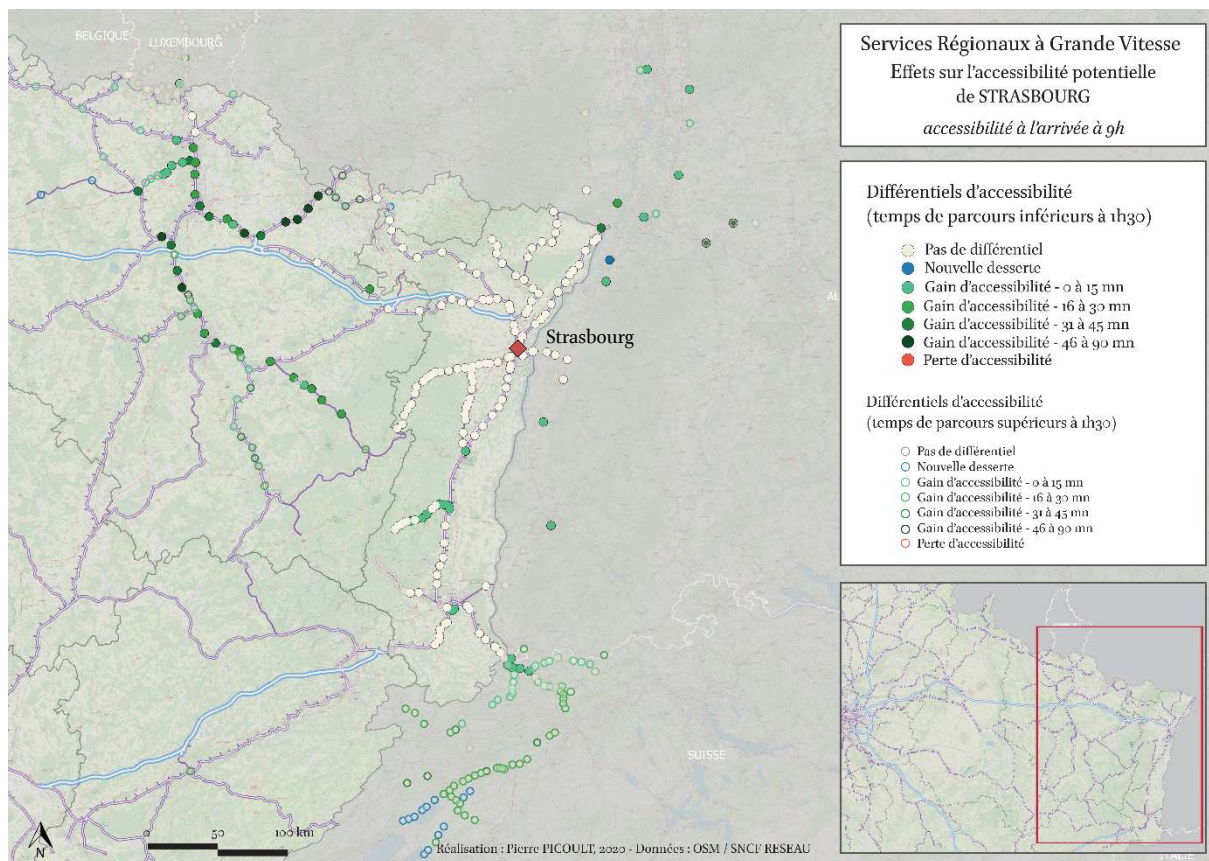 BELGIQUE
LUXEMBOURG
Services Régionaux à Grande Vitesse
Effets sur l'accessibilité potentielle
de STRASBOURG
accessibilité à l'arrivée à 9h
Différentiels d'accessibilité
(temps de parcours inférieurs à 1h30)
Pas de différentiel
Nouvelle desserte
Gain d'accessibilité - 0 à 15 mn
Gain d'accessibilité - 16 à 30 mn
Gain d'accessibilité - 31 à 45 mn
Gain d'accessibilité - 46 à 90 mn
Perte d'accessibilité
Différentiels d'accessibilité
(temps de parcours supérieurs à 1h30)
Pas de différentiel
Nouvelle desserte
Gain d'accessibilité - 0 à 15 mn
Gain d'accessibilité - 16 à 30 mn
Gain d'accessibilité - 31 à 45 mn
Gain d'accessibilité - 46 à 90 mn
Perte d'accessibilité
AL
Strasbourg
SUISSE
0 50 100 km
N
Réalisation : Pierre PICOULT, 2020 - Données : OSM / SNCF RESEAU
ITALIE